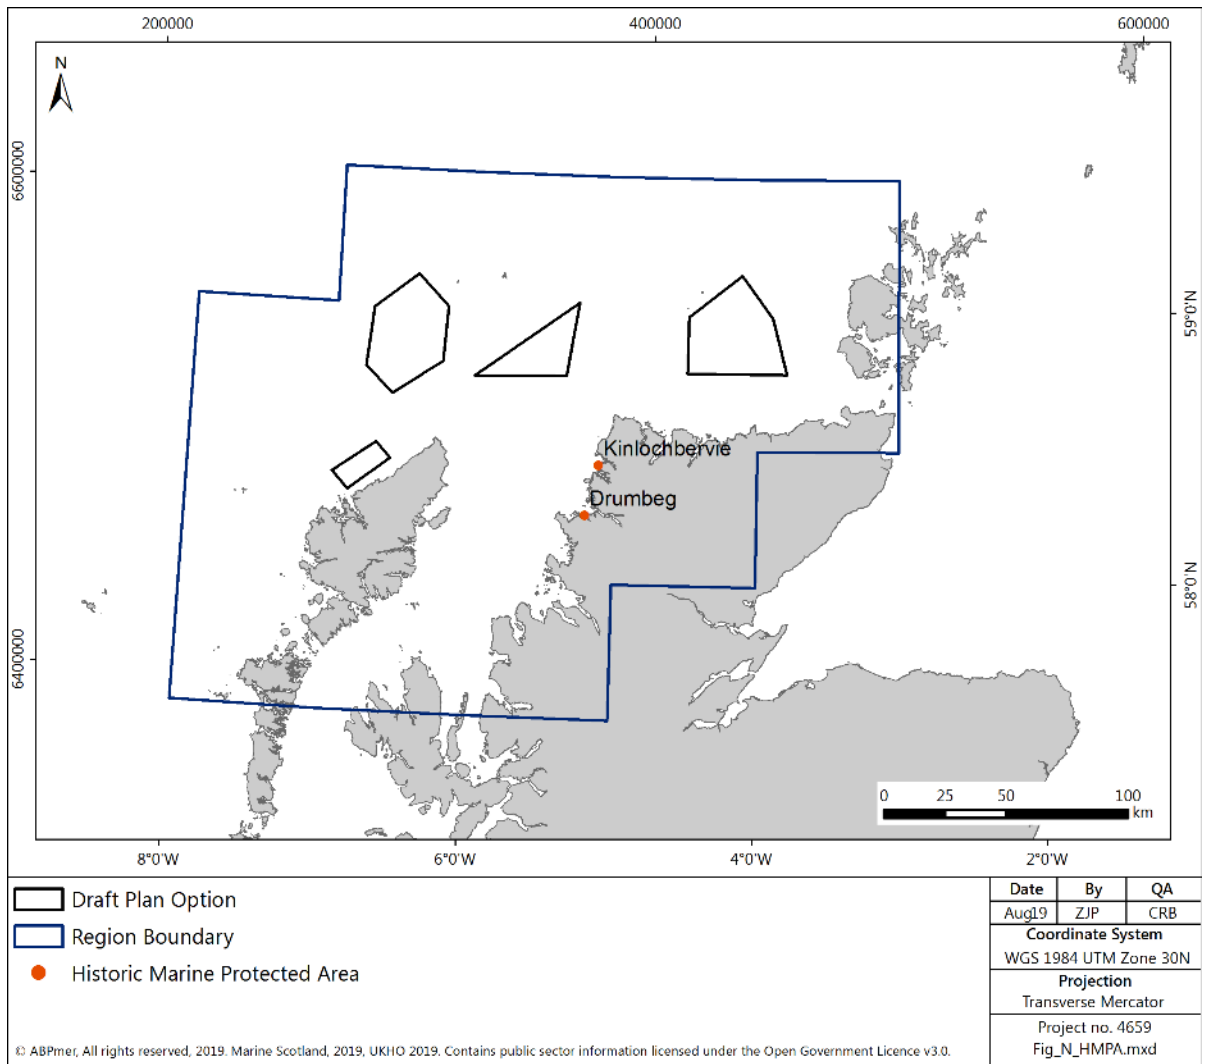 200000
400000
600000
N
6600000
6400000
59°0'N
58°0'N
Kinlochbervie
Drumbeg
0 25 50 100
km
8°0'W
6°0'W
4°0'W
2°0'W
Draft Plan Option
Region Boundary
Historic Marine Protected Area
Date By QA
Aug19 ZJP CRB
Coordinate System
WGS 1984 UTM Zone 30N
Projection
Transverse Mercator
Project no. 4659
Fig_N_HMPA.mxd
© ABPmer, All rights reserved, 2019. Marine Scotland, 2019, UKHO 2019. Contains public sector information licensed under the Open Government Licence v3.0.